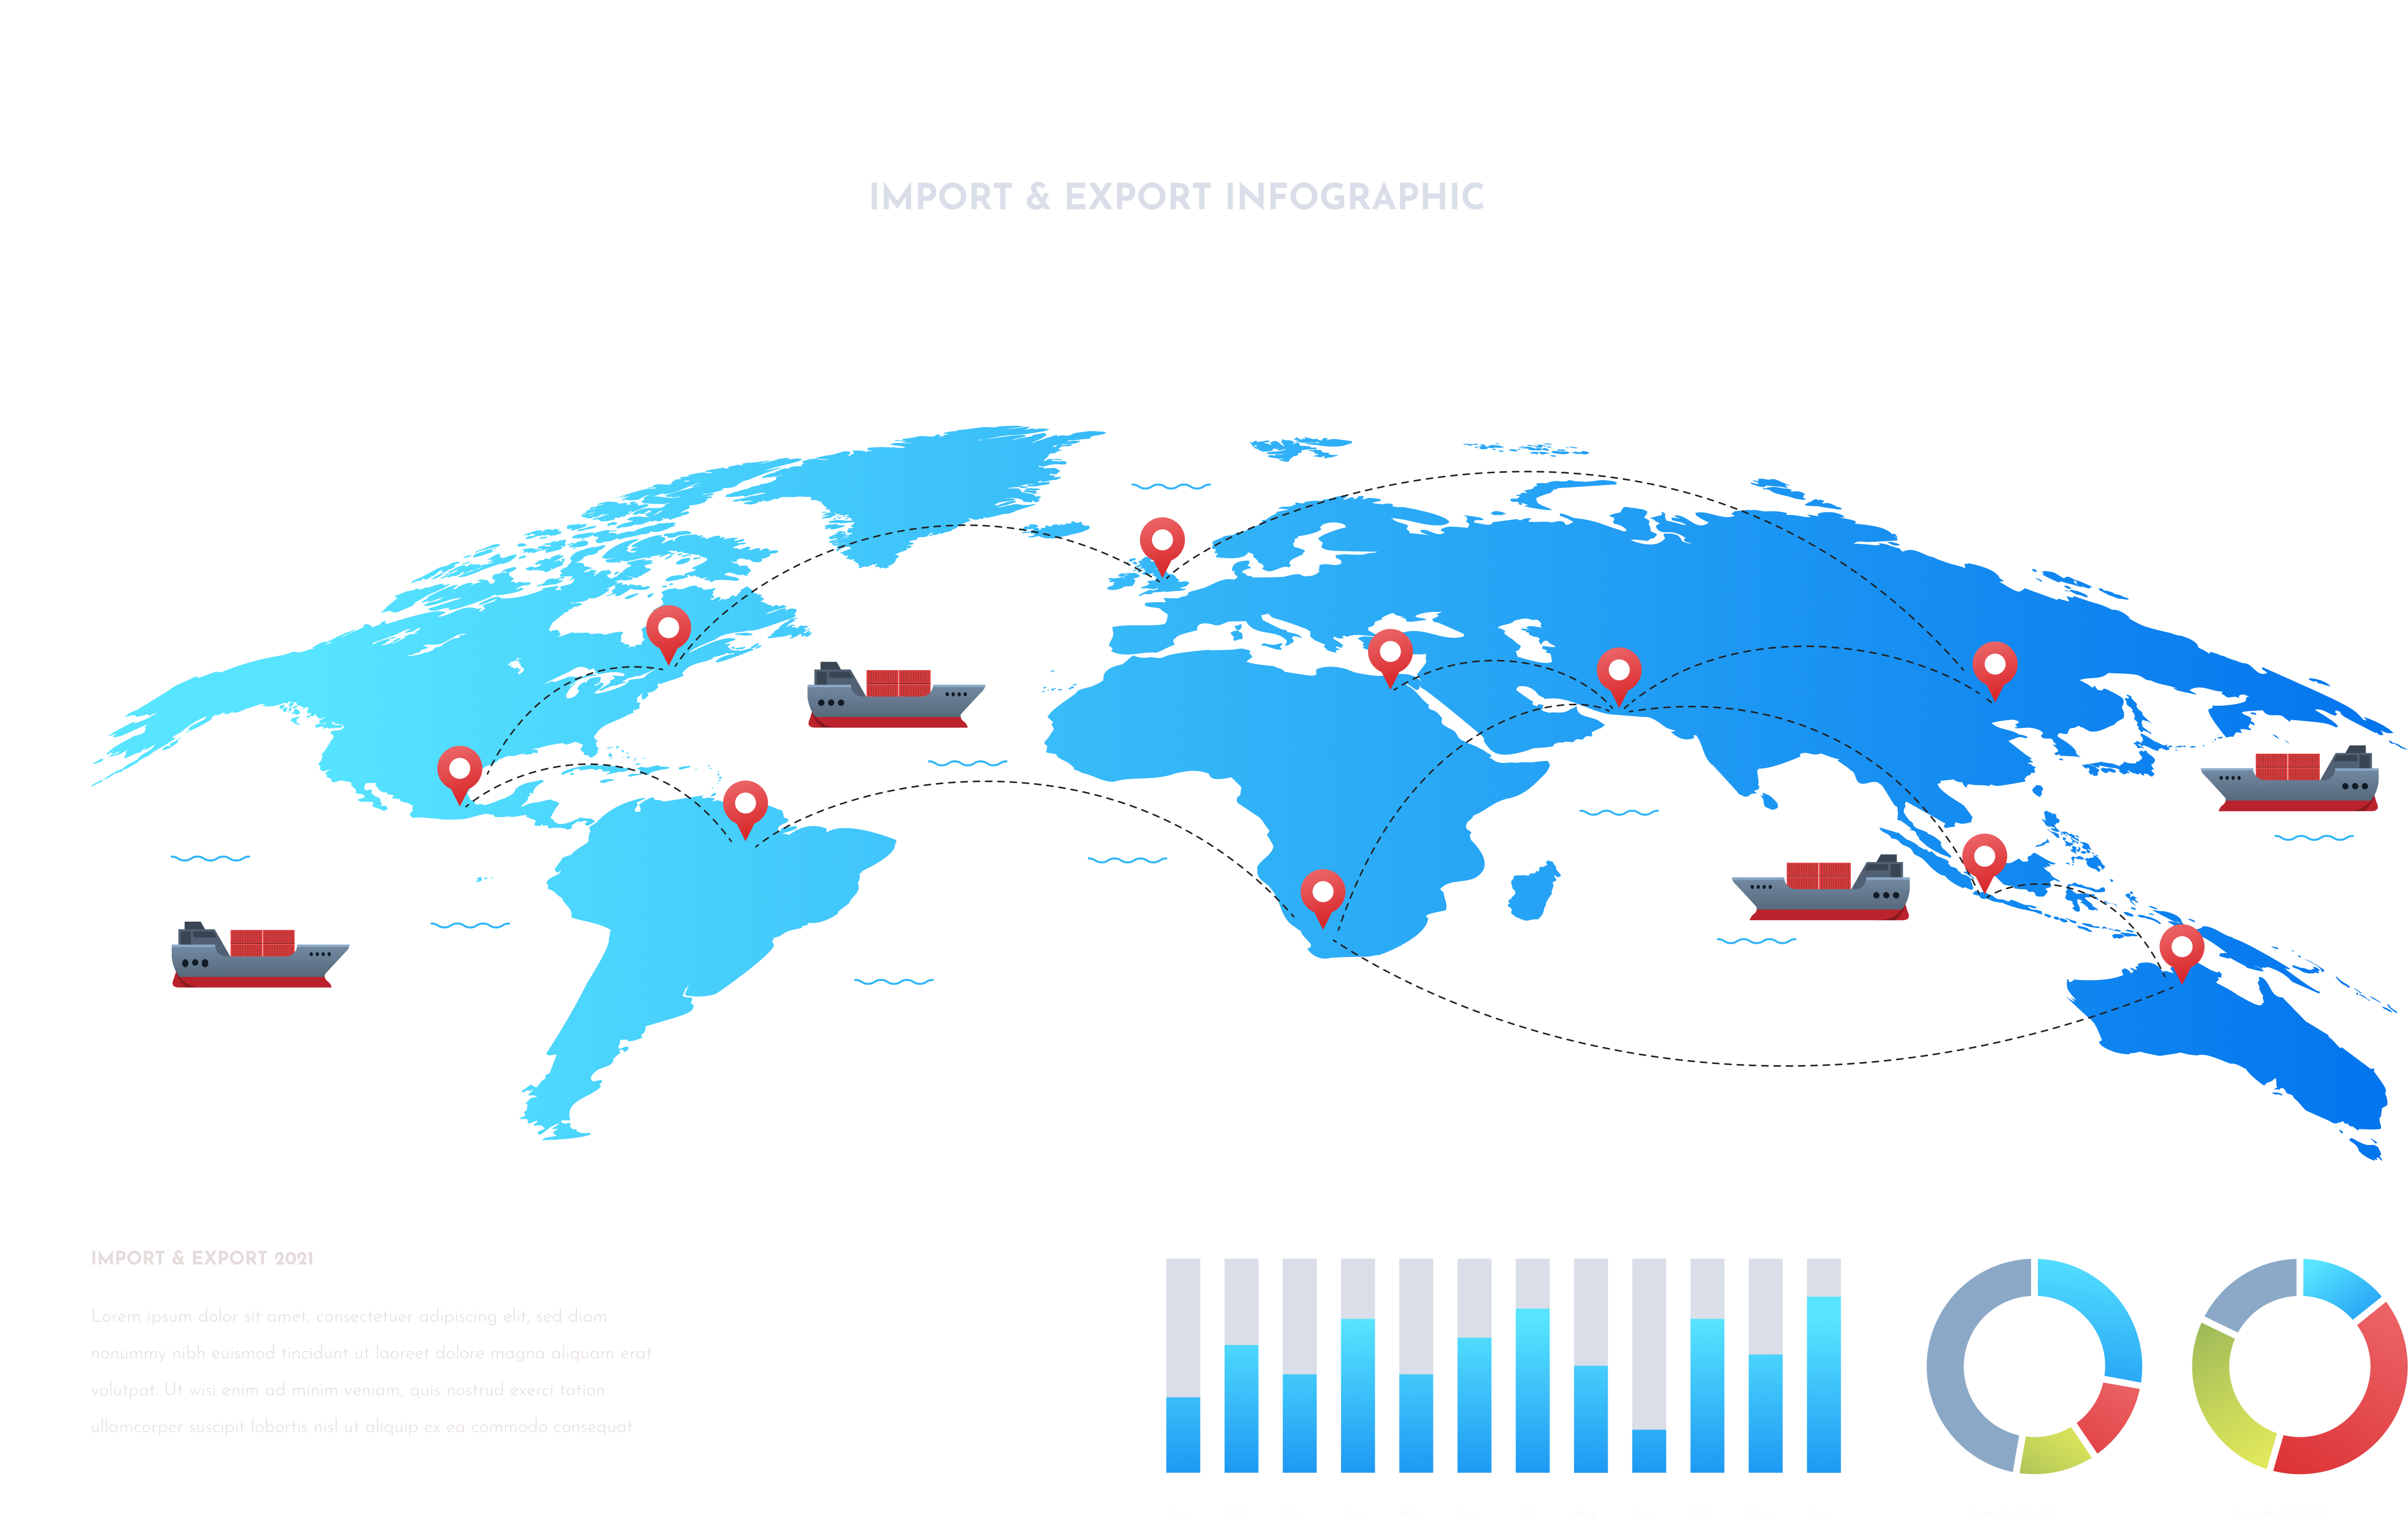 IMPORT & EXPORT INFOGRAPHIC
IMPORT & EXPORT 2021
Lorem ipsum dolor sit amet, consectetuer adipiscing elit, sed diam
nonummy nibh euismod tincidunt ut laoreet dolore magna aliquam erat
volutpat. Ut wisi enim ad minim veniam, quis nostrud exerci tation
ullamcorper suscipit lobortis nisl ut aliquip ex ea commodo consequat